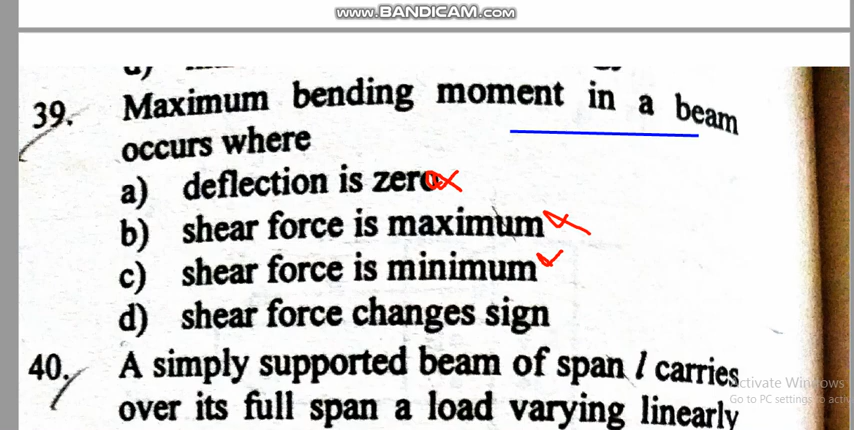 www.BANDICAM.com
39. Maximum bending moment in a beam
occurs where
a) deflection is zero
b) shear force is maximum
c) shear force is minimum
d) shear force changes sign
40. A simply supported beam of span l carries
over its full span a load varying linearly
Activate Windows
Go to PC settings to activ